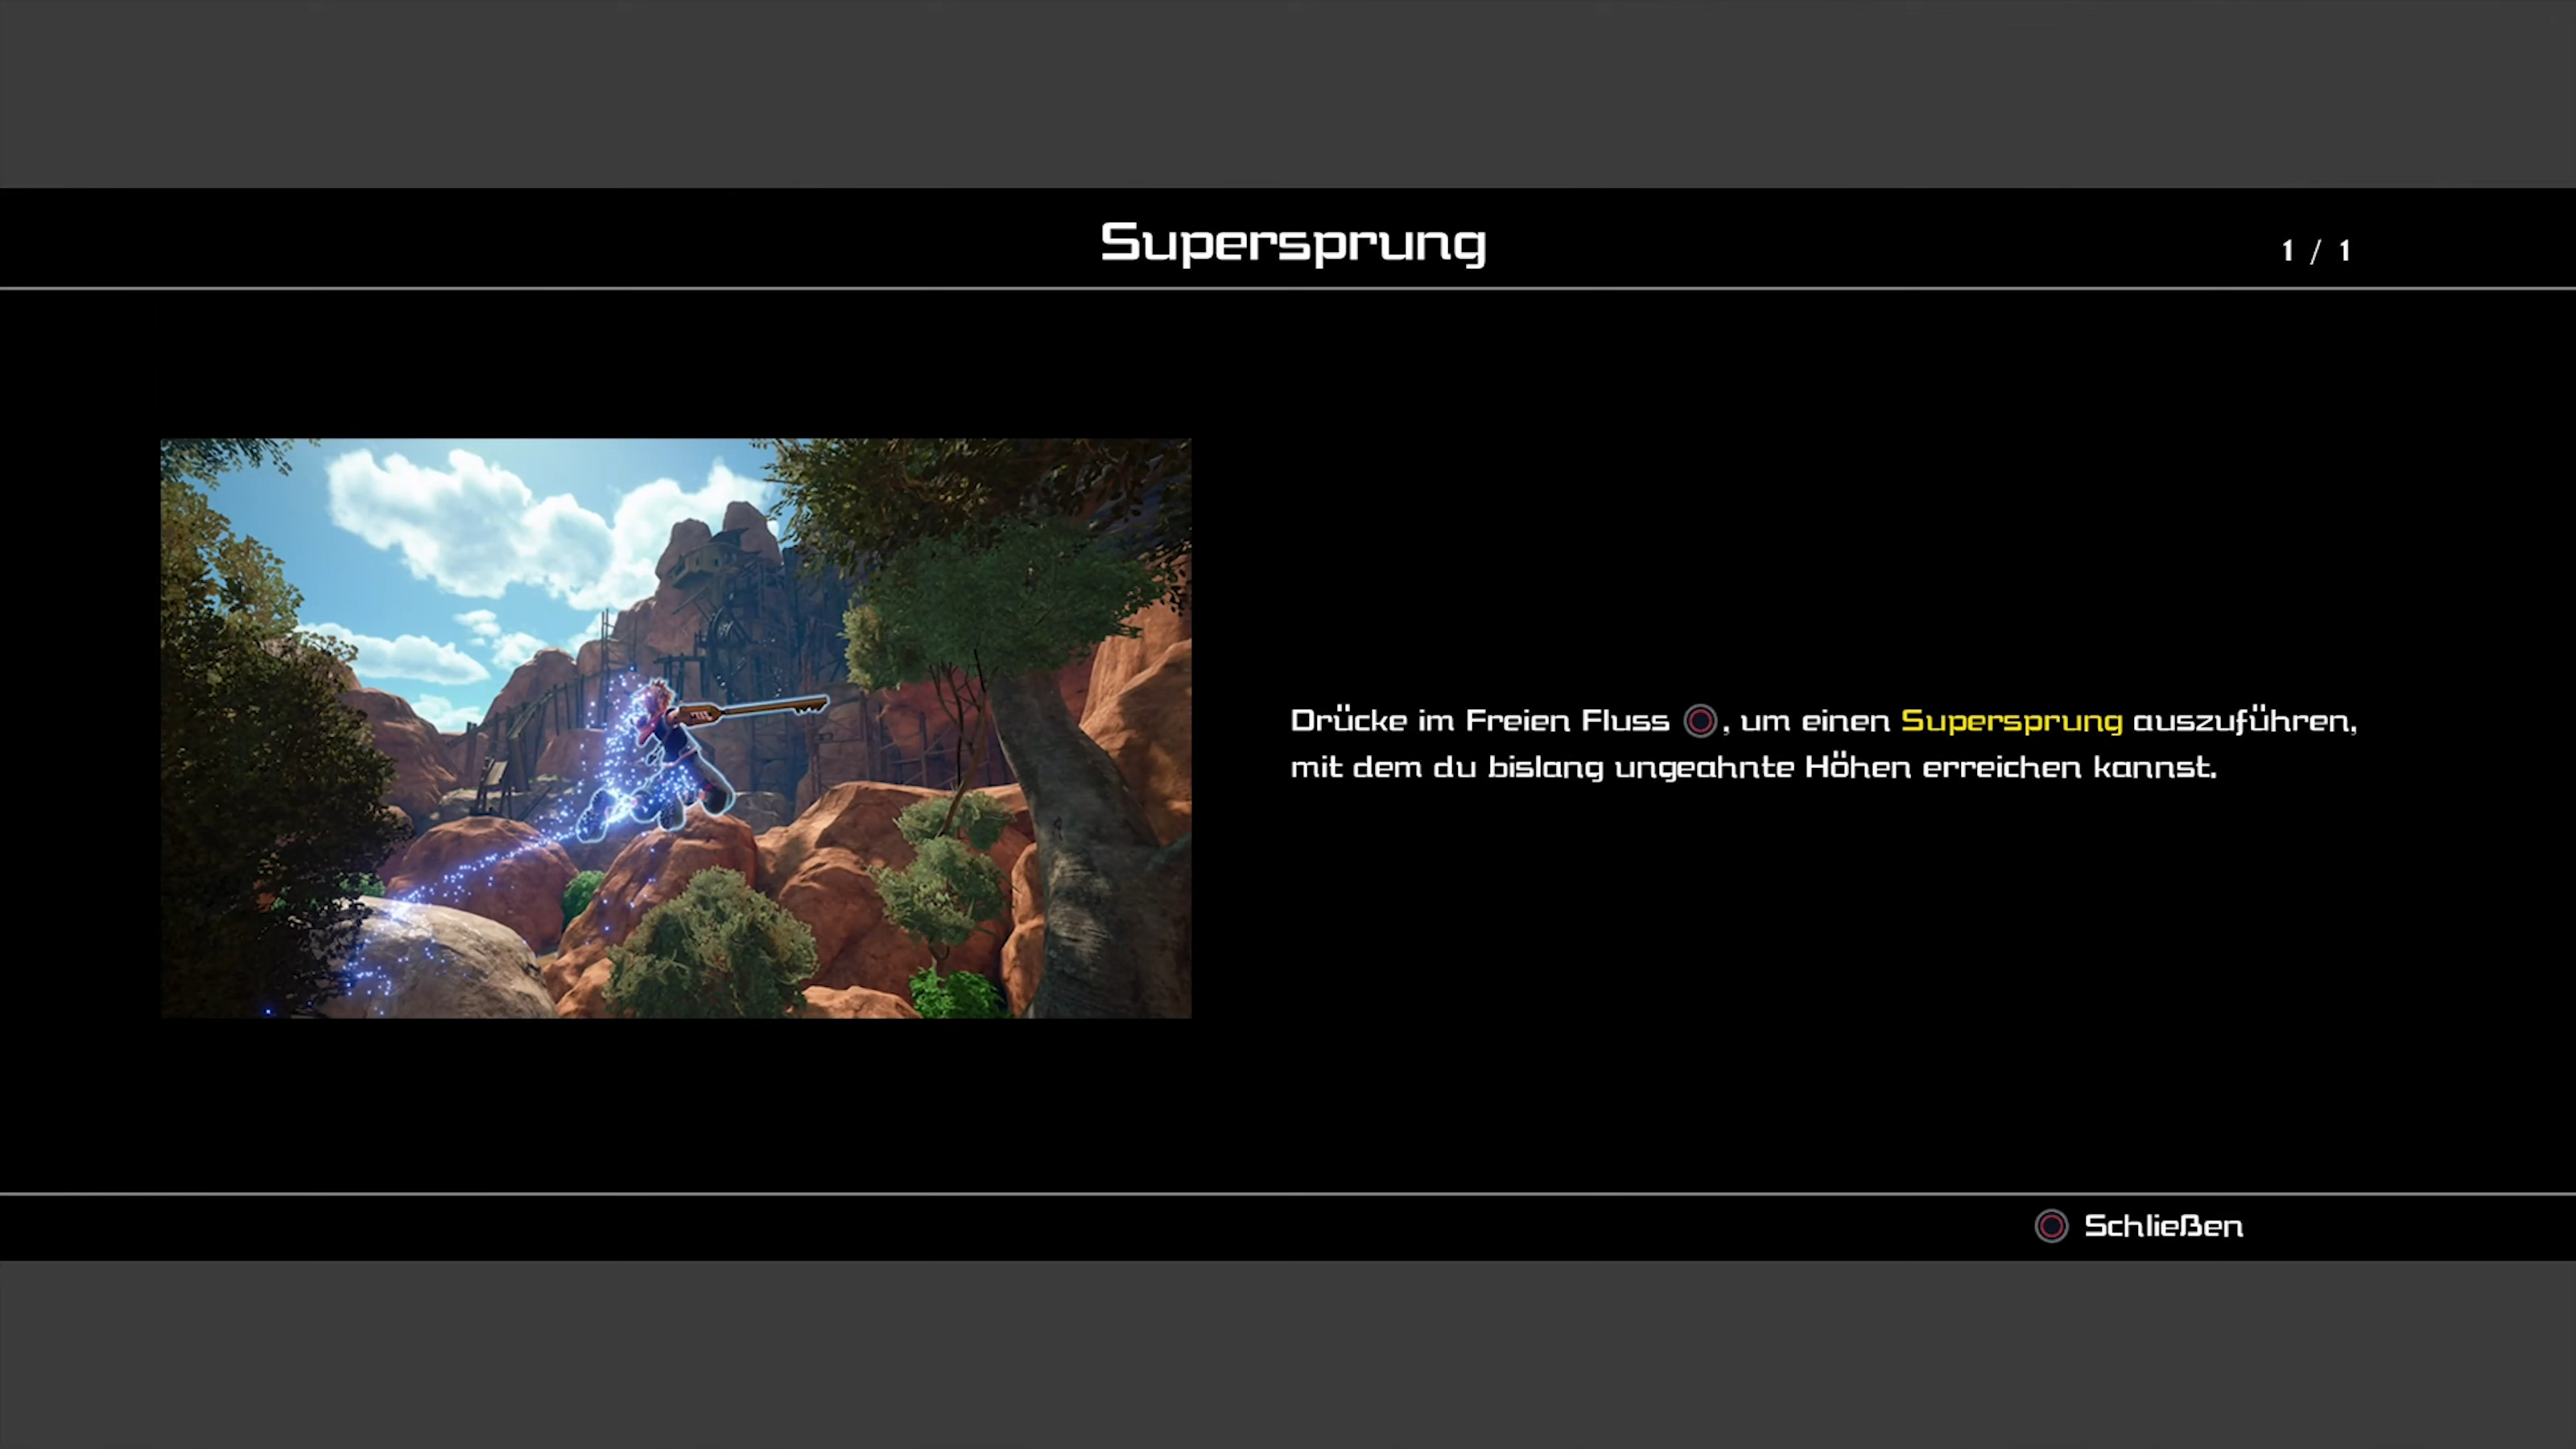 Supersprung
1 / 1
Drücke im Freien Fluss , um einen Supersprung auszuführen,
mit dem du bislang ungeahnte Höhen erreichen kannst.
Schließen